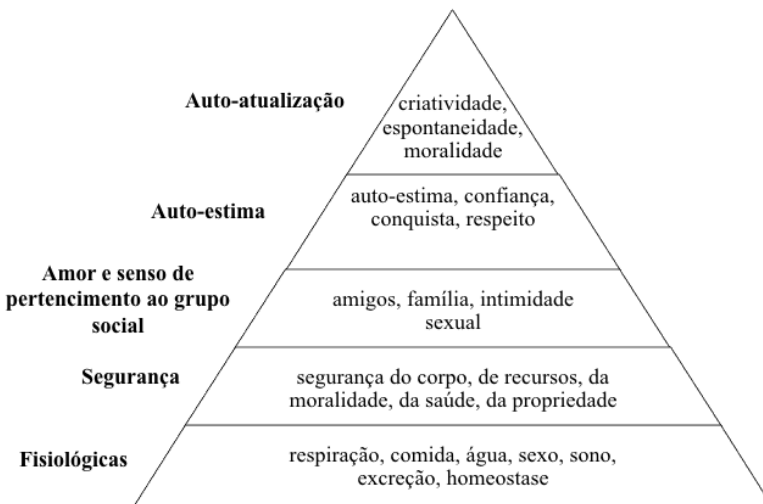 Auto-atualização
criatividade,
espontaneidade,
moralidade
Auto-estima
auto-estima, confiança,
conquista, respeito
Amor e senso de
pertencimento ao grupo
social
amigos, família, intimidade
sexual
Segurança
segurança do corpo, de recursos, da
moralidade, da saúde, da propriedade
Fisiológicas
respiração, comida, água, sexo, sono,
excreção, homeostase